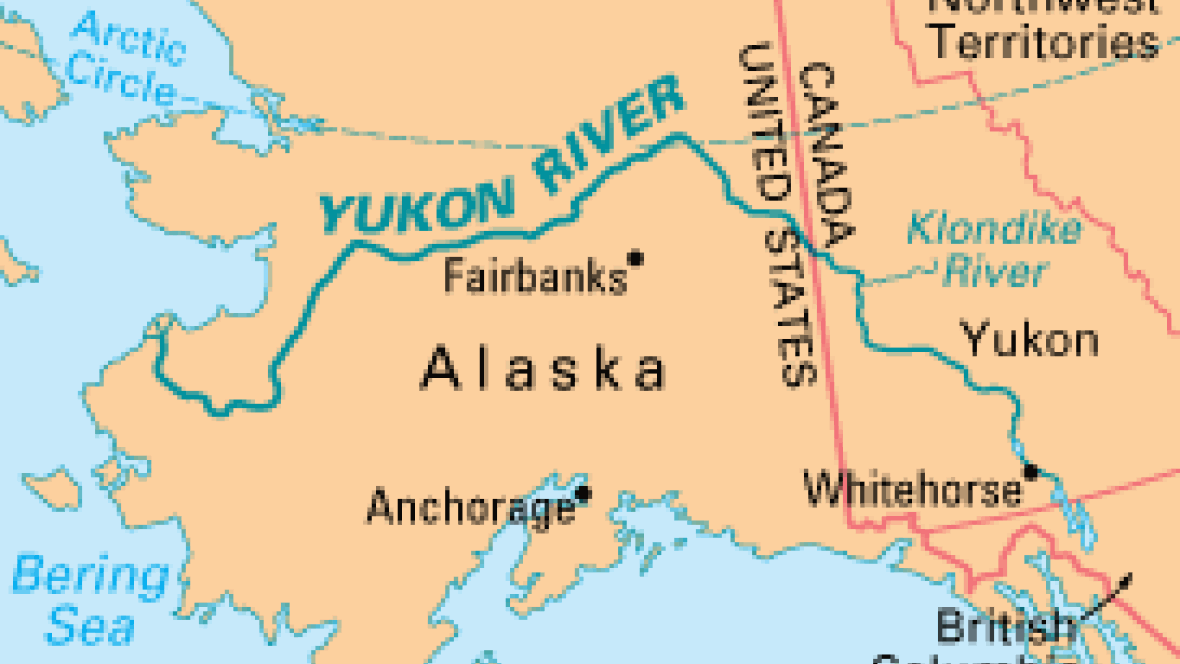 Northwest
Territories
Arctic
Circle
UNITED STATES
CANADA
YUKON RIVER
Klondike
River
Fairbanks
Yukon
Alaska
Whitehorse
Anchorage
Bering
Sea
British
Columbia